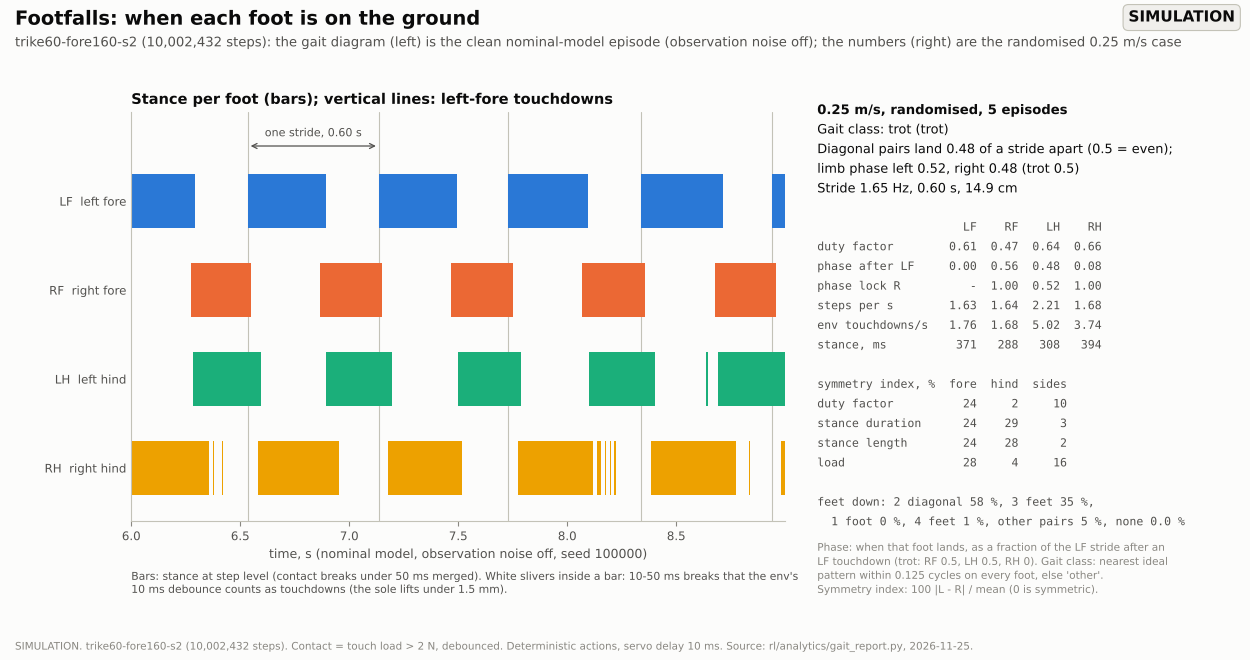 Footfalls: when each foot is on the ground
SIMULATION
trike60-fore160-s2 (10,002,432 steps): the gait diagram (left) is the clean nominal-model episode (observation noise off); the numbers (right) are the randomised 0.25 m/s case
Stance per foot (bars); vertical lines: left-fore touchdowns
one stride, 0.60 s
LF left fore
RF right fore
LH left hind
RH right hind
6.0 6.5 7.0 7.5 8.0 8.5
time, s (nominal model, observation noise off, seed 100000)
Bars: stance at step level (contact breaks under 50 ms merged). White slivers inside a bar: 10-50 ms breaks that the env's
10 ms debounce counts as touchdowns (the sole lifts under 1.5 mm).
0.25 m/s, randomised, 5 episodes
Gait class: trot (trot)
Diagonal pairs land 0.48 of a stride apart (0.5 = even);
limb phase left 0.52, right 0.48 (trot 0.5)
Stride 1.65 Hz, 0.60 s, 14.9 cm
LF RF LH RH
duty factor 0.61 0.47 0.64 0.66
phase after LF 0.00 0.56 0.48 0.08
phase lock R - 1.00 0.52 1.00
steps per s 1.63 1.64 2.21 1.68
env touchdowns/s 1.76 1.68 5.02 3.74
stance, ms 371 288 308 394
symmetry index, % fore hind sides
duty factor 24 2 10
stance duration 24 29 3
stance length 24 28 2
load 28 4 16
feet down: 2 diagonal 58 %, 3 feet 35 %,
1 foot 0 %, 4 feet 1 %, other pairs 5 %, none 0.0 %
Phase: when that foot lands, as a fraction of the LF stride after an
LF touchdown (trot: RF 0.5, LH 0.5, RH 0). Gait class: nearest ideal
pattern within 0.125 cycles on every foot, else 'other'.
Symmetry index: 100 |L - R| / mean (0 is symmetric).
SIMULATION. trike60-fore160-s2 (10,002,432 steps). Contact = touch load > 2 N, debounced. Deterministic actions, servo delay 10 ms. Source: rl/analytics/gait_report.py, 2026-11-25.